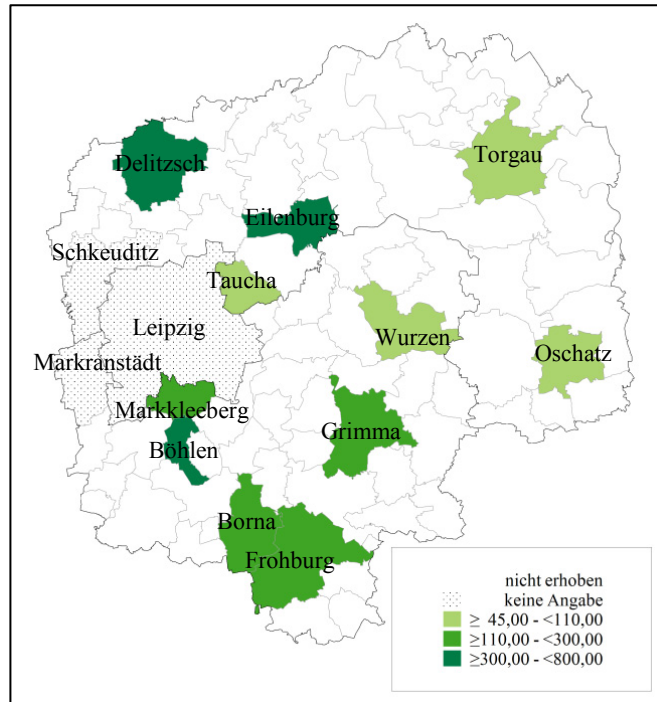 Delitzsch
Torgau
Eilenburg
Schkeuditz
Taucha
Leipzig
Wurzen
Oschatz
Markranstädt
Markkleeberg
Grimma
Böhlen
Borna
Frohburg
nicht erhoben
keine Angabe
≥ 45,00 - <110,00
≥110,00 - <300,00
≥300,00 - <800,00